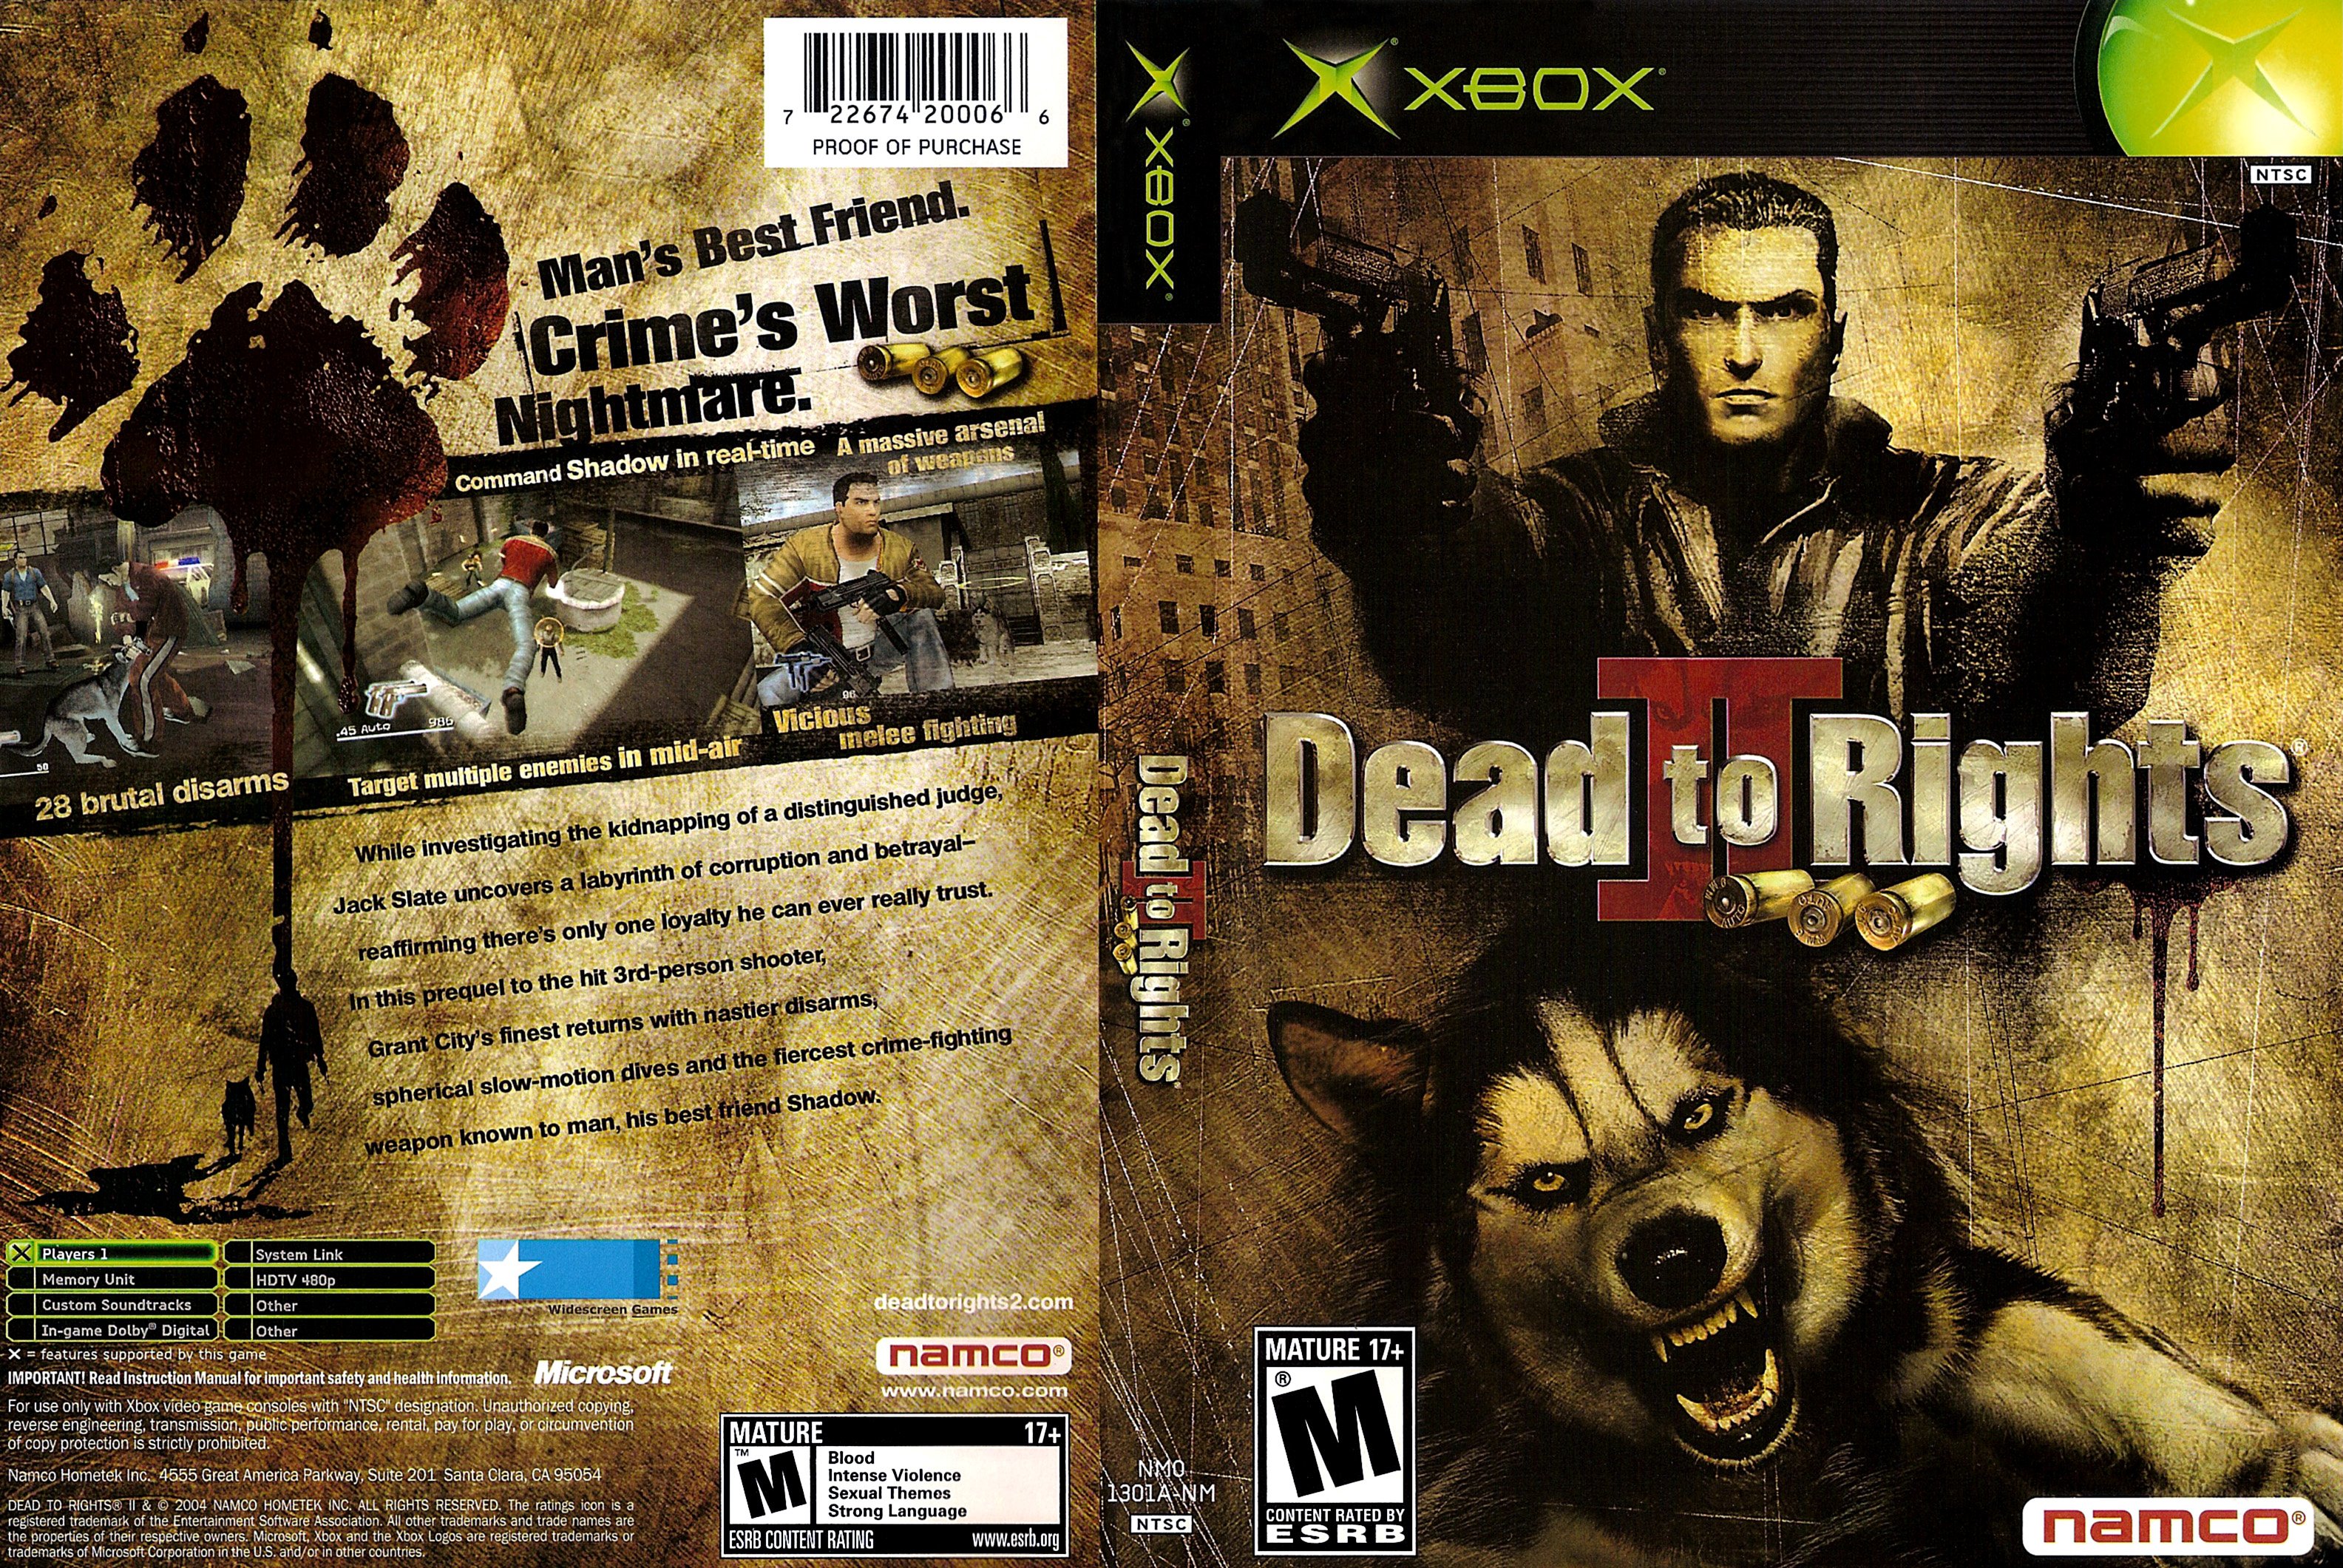 7 22674 20006 6
PROOF OF PURCHASE
Man's Best Friend.
Crime's Worst
Nightmare.
Command Shadow in real-time
A massive arsenal
of weapons
50
.45 Auto 986
96
28 brutal disarms
Target multiple enemies in mid-air
Vicious
melee fighting
While investigating the kidnapping of a distinguished judge,
Jack Slate uncovers a labyrinth of corruption and betrayal–
reaffirming there's only one loyalty he can ever really trust.
In this prequel to the hit 3rd-person shooter,
Grant City's finest returns with nastier disarms,
spherical slow-motion dives and the fiercest crime-fighting
weapon known to man, his best friend Shadow.
X Players 1
Memory Unit
Custom Soundtracks
In-game Dolby® Digital
System Link
HDTV 480p
Other
Other
X = features supported by this game
IMPORTANT! Read Instruction Manual for important safety and health information.
For use only with Xbox video game consoles with "NTSC" designation. Unauthorized copying,
reverse engineering, transmission, public performance, rental, pay for play, or circumvention
of copy protection is strictly prohibited.
Namco Hometek Inc. 4555 Great America Parkway, Suite 201 Santa Clara, CA 95054
DEAD TO RIGHTS® II & © 2004 NAMCO HOMETEK INC. ALL RIGHTS RESERVED. The ratings icon is a
registered trademark of the Entertainment Software Association. All other trademarks and trade names are
the properties of their respective owners. Microsoft, Xbox and the Xbox Logos are registered trademarks or
trademarks of Microsoft Corporation in the U.S. and/or in other countries.
Widescreen Games
Microsoft
deadtorights2.com
namco®
www.namco.com
MATURE 17+
M™
Blood
Intense Violence
Sexual Themes
Strong Language
ESRB CONTENT RATING www.esrb.org
XBOX®
Dead to Rights® II
NMO
1301A-NM
NTSC
XBOX®
NTSC
Dead to Rights® II
MATURE 17+
M®
CONTENT RATED BY
ESRB
namco®